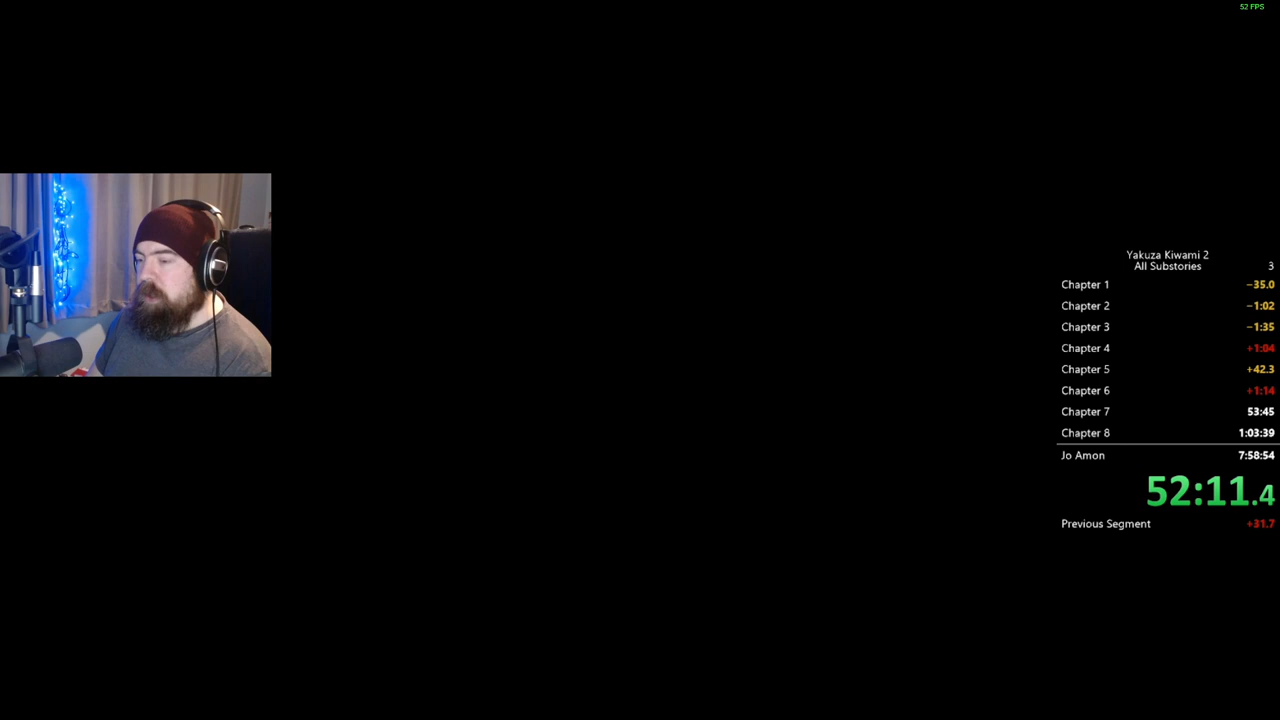 52 FPS
Yakuza Kiwami 2
All Substories 3
Chapter 1 −35.0
Chapter 2 −1:02
Chapter 3 −1:35
Chapter 4 +1:04
Chapter 5 +42.3
Chapter 6 +1:14
Chapter 7 53:45
Chapter 8 1:03:39
Jo Amon 7:58:54
52:11.4
Previous Segment +31.7